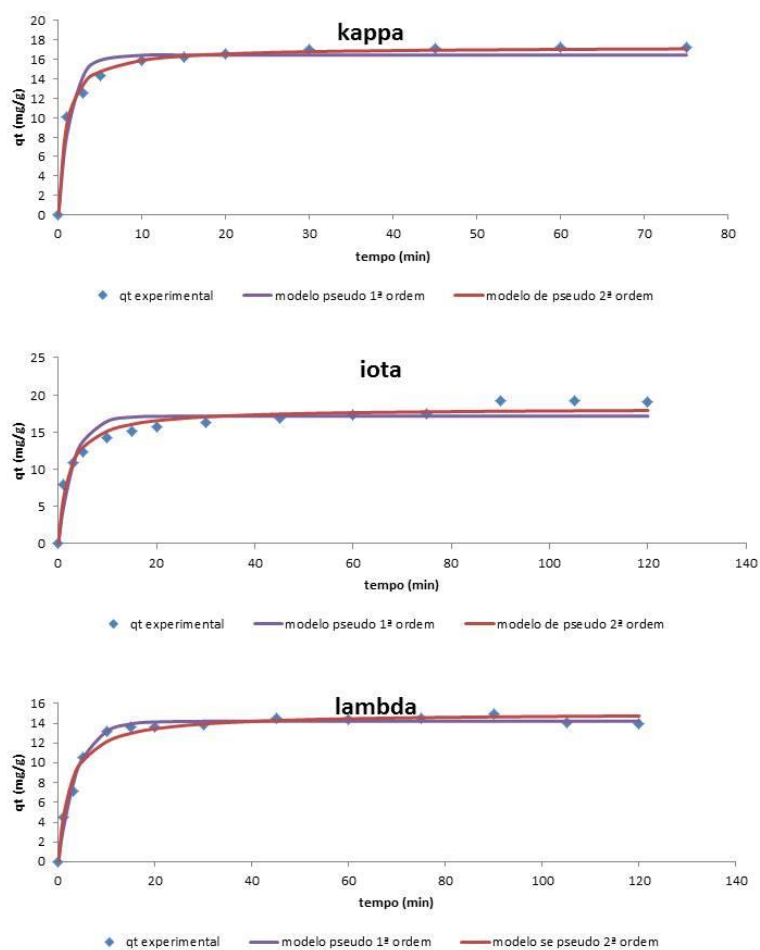 kappa
qt (mg/g)
20
18
16
14
12
10
8
6
4
2
0
0 10 20 30 40 50 60 70 80
tempo (min)
qt experimental modelo pseudo 1ª ordem modelo de pseudo 2ª ordem
iota
qt (mg/g)
25
20
15
10
5
0
0 20 40 60 80 100 120 140
tempo (min)
qt experimental modelo pseudo 1ª ordem modelo de pseudo 2ª ordem
lambda
qt (mg/g)
16
14
12
10
8
6
4
2
0
0 20 40 60 80 100 120 140
tempo (min)
qt experimental modelo pseudo 1ª ordem modelo se pseudo 2ª ordem